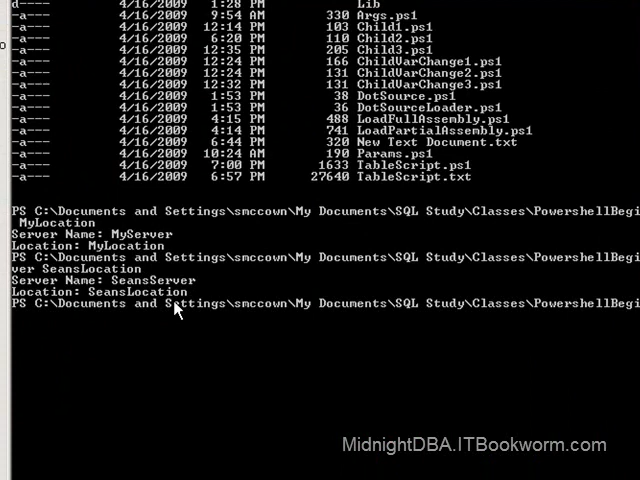 d----        4/16/2009   1:28 PM            Lib
-a---        4/16/2009   9:54 AM        330 Args.ps1
-a---        4/16/2009  12:14 PM        103 Child1.ps1
-a---        4/16/2009   6:20 PM        110 Child2.ps1
-a---        4/16/2009  12:35 PM        205 Child3.ps1
-a---        4/16/2009  12:24 PM        166 ChildVarChange1.ps1
-a---        4/16/2009  12:24 PM        131 ChildVarChange2.ps1
-a---        4/16/2009  12:32 PM        131 ChildVarChange3.ps1
-a---        4/16/2009   1:53 PM         38 DotSource.ps1
-a---        4/16/2009   1:53 PM         36 DotSourceLoader.ps1
-a---        4/16/2009   4:15 PM        488 LoadFullAssembly.ps1
-a---        4/16/2009   4:14 PM        741 LoadPartialAssembly.ps1
-a---        4/16/2009   6:44 PM        320 New Text Document.txt
-a---        4/16/2009  10:24 AM        190 Params.ps1
-a---        4/16/2009   7:00 PM       1633 TableScript.ps1
-a---        4/16/2009   6:57 PM      27640 TableScript.txt
PS C:\Documents and Settings\smccown\My Documents\SQL Study\Classes\PowershellBegi
MyLocation
Server Name: MyServer
Location: MyLocation
PS C:\Documents and Settings\smccown\My Documents\SQL Study\Classes\PowershellBegi
ver SeansLocation
Server Name: SeansServer
Location: SeansLocation
PS C:\Documents and Settings\smccown\My Documents\SQL Study\Classes\PowershellBegi
MidnightDBA.ITBookworm.com